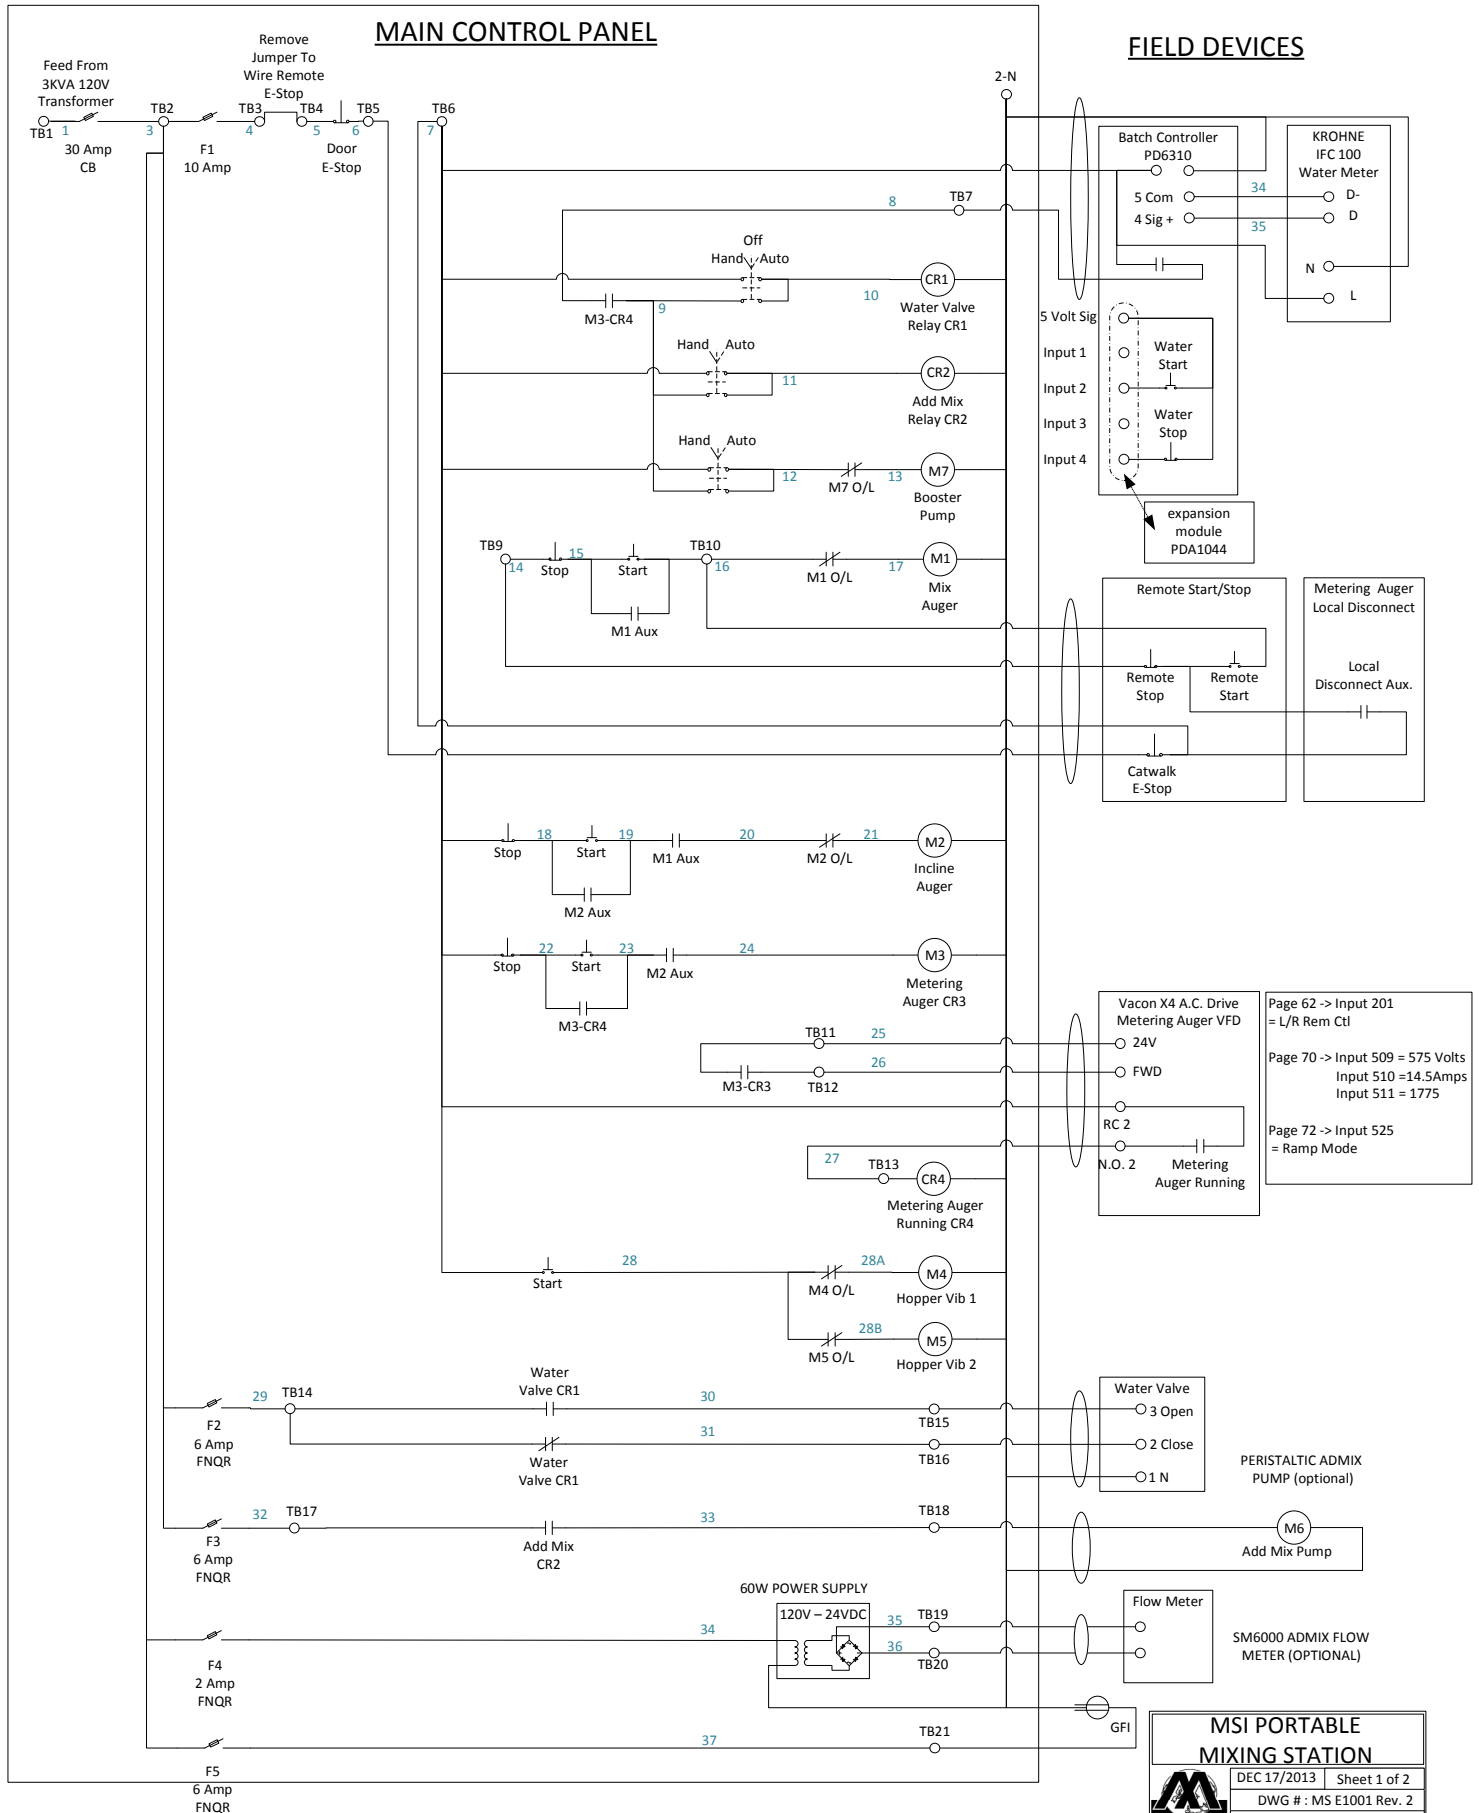 MAIN CONTROL PANEL
FIELD DEVICES
Feed From
3KVA 120V
Transformer
TB1
1
30 Amp
CB
TB2
3
F1
10 Amp
Remove
Jumper To
Wire Remote
E-Stop
TB3
4
TB4
5
Door
E-Stop
6
TB5
TB6
7
2-N
Batch Controller
PD6310
5 Com
4 Sig +
34
35
KROHNE
IFC 100
Water Meter
D-
D
N
L
8
TB7
Off
Hand
Auto
M3-CR4
9
10
CR1
Water Valve
Relay CR1
Hand
Auto
11
CR2
Add Mix
Relay CR2
Hand
Auto
12
M7 O/L
13
M7
Booster
Pump
5 Volt Sig
Input 1
Input 2
Input 3
Input 4
Water
Start
Water
Stop
expansion
module
PDA1044
TB9
14
Stop
15
Start
M1 Aux
TB10
16
M1 O/L
17
M1
Mix
Auger
Remote Start/Stop
Remote
Stop
Remote
Start
Catwalk
E-Stop
Metering Auger
Local Disconnect
Local
Disconnect Aux.
Stop
18
Start
19
M2 Aux
M1 Aux
20
M2 O/L
21
M2
Incline
Auger
Stop
22
Start
23
M3-CR4
M2 Aux
24
M3
Metering
Auger CR3
TB11
25
M3-CR3
TB12
26
Vacon X4 A.C. Drive
Metering Auger VFD
24V
FWD
RC 2
N.O. 2
Metering
Auger Running
Page 62 -> Input 201
= L/R Rem Ctl
Page 70 -> Input 509 = 575 Volts
Input 510 =14.5Amps
Input 511 = 1775
Page 72 -> Input 525
= Ramp Mode
27
TB13
CR4
Metering Auger
Running CR4
Start
28
M4 O/L
28A
M4
Hopper Vib 1
M5 O/L
28B
M5
Hopper Vib 2
F2
6 Amp
FNQR
29
TB14
Water
Valve CR1
30
TB15
Water
Valve CR1
31
TB16
Water Valve
3 Open
2 Close
1 N
PERISTALTIC ADMIX
PUMP (optional)
F3
6 Amp
FNQR
32
TB17
Add Mix
CR2
33
TB18
M6
Add Mix Pump
F4
2 Amp
FNQR
34
60W POWER SUPPLY
120V – 24VDC
35
TB19
36
TB20
Flow Meter
SM6000 ADMIX FLOW
METER (OPTIONAL)
GFI
F5
6 Amp
FNQR
37
TB21
MSI PORTABLE
MIXING STATION
DEC 17/2013
Sheet 1 of 2
DWG # : MS E1001 Rev. 2